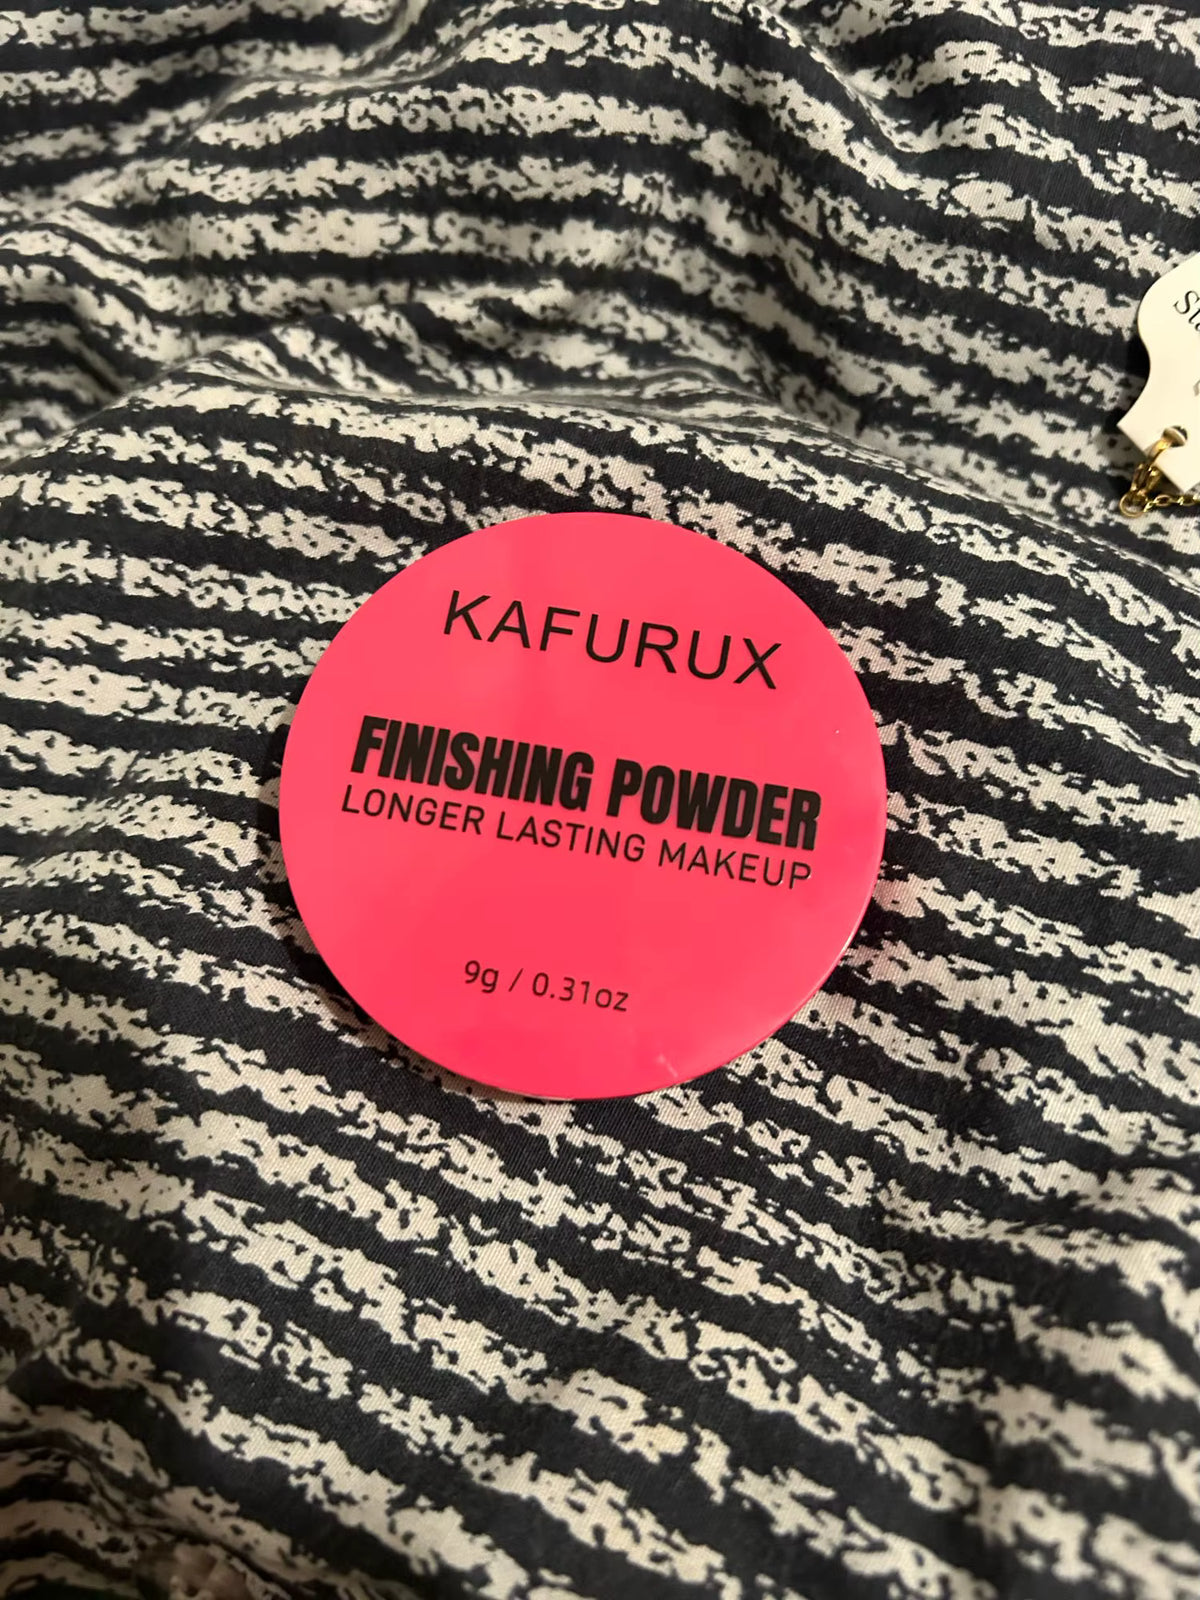 KAFURUX
FINISHING POWDER
LONGER LASTING MAKEUP
9g / 0.31oz